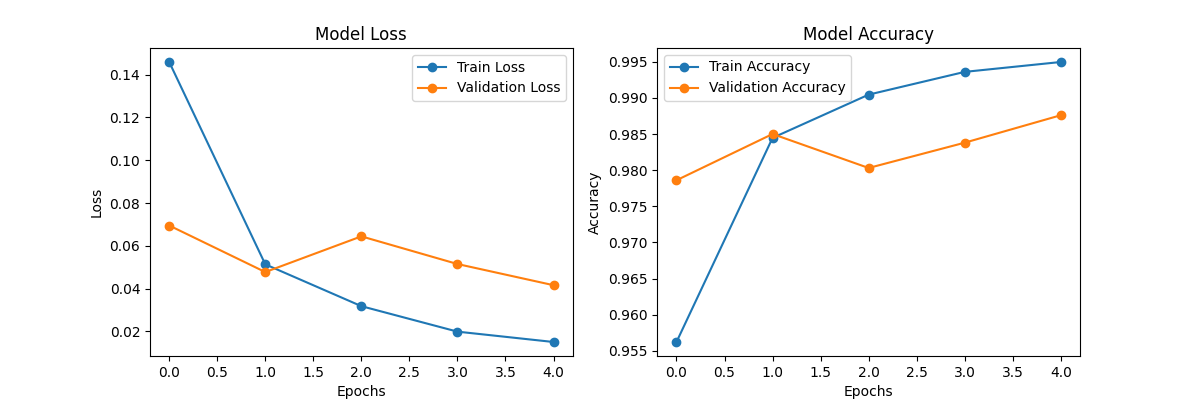 Model Loss
Train Loss
Validation Loss
0.14
0.12
0.10
0.08
0.06
0.04
0.02
Loss
0.0 0.5 1.0 1.5 2.0 2.5 3.0 3.5 4.0
Epochs
Model Accuracy
Train Accuracy
Validation Accuracy
0.995
0.990
0.985
0.980
0.975
0.970
0.965
0.960
0.955
Accuracy
0.0 0.5 1.0 1.5 2.0 2.5 3.0 3.5 4.0
Epochs